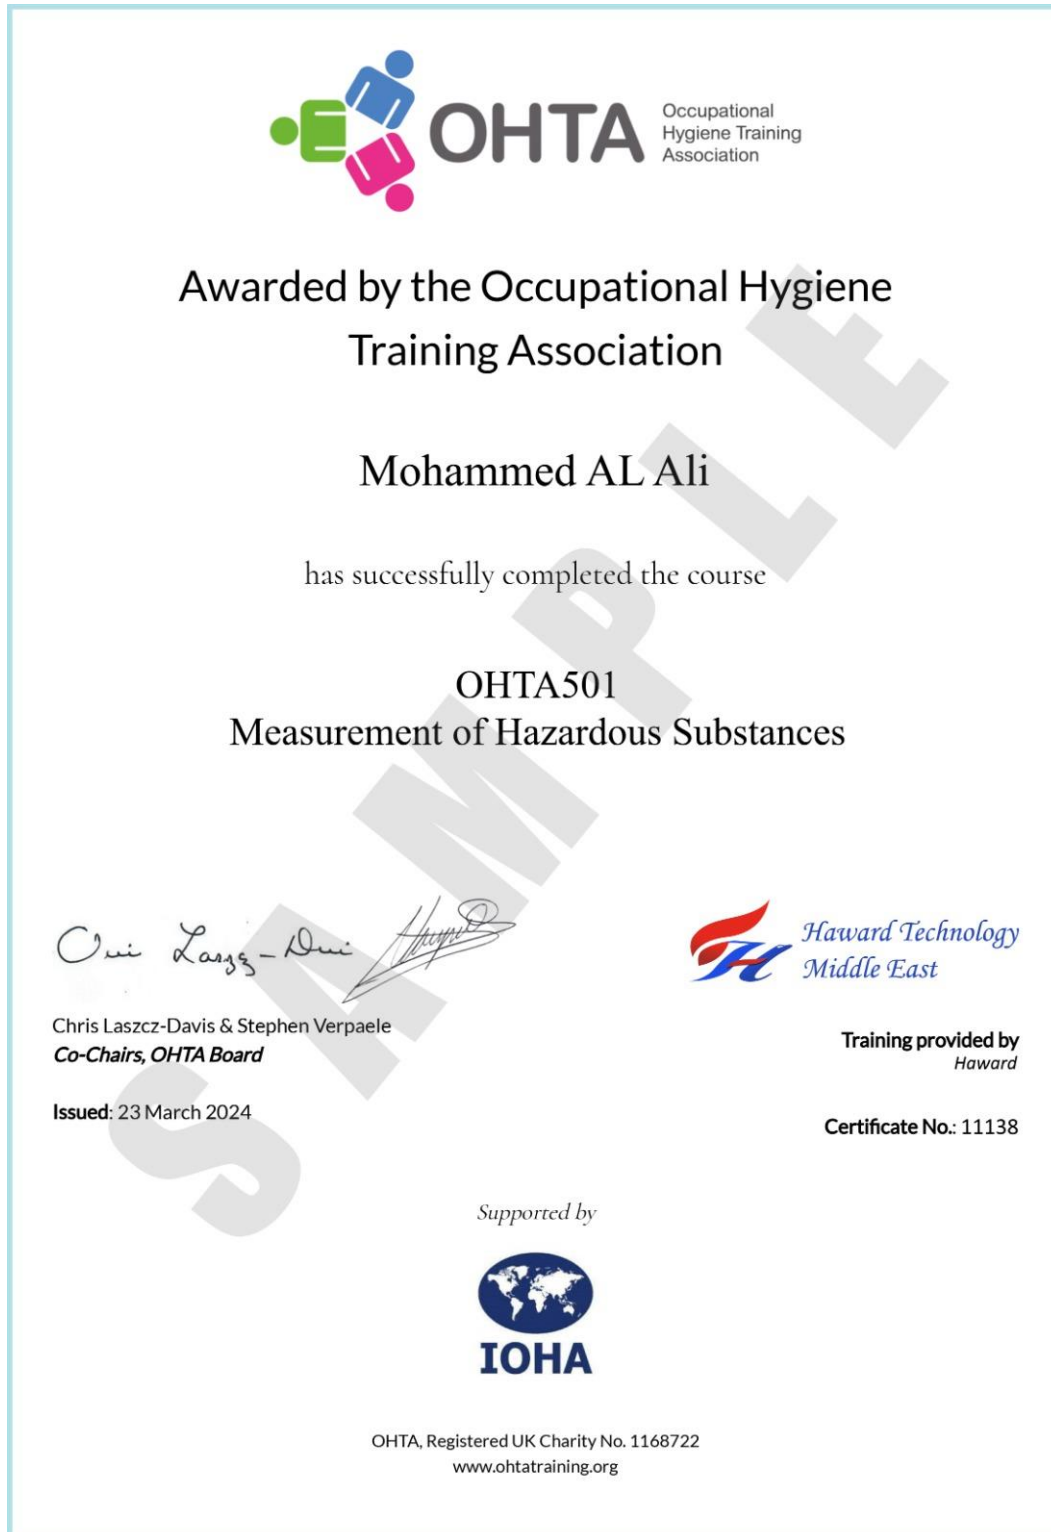 OHTA
Occupational
Hygiene Training
Association
Awarded by the Occupational Hygiene
Training Association
Mohammed AL Ali
has successfully completed the course
OHTA501
Measurement of Hazardous Substances
SAMPLE
Haward Technology
Middle East
Chris Laszcz-Davis & Stephen Verpaele
Co-Chairs, OHTA Board
Training provided by
Haward
Issued: 23 March 2024
Certificate No.: 11138
Supported by
IOHA
OHTA, Registered UK Charity No. 1168722
www.ohtatraining.org